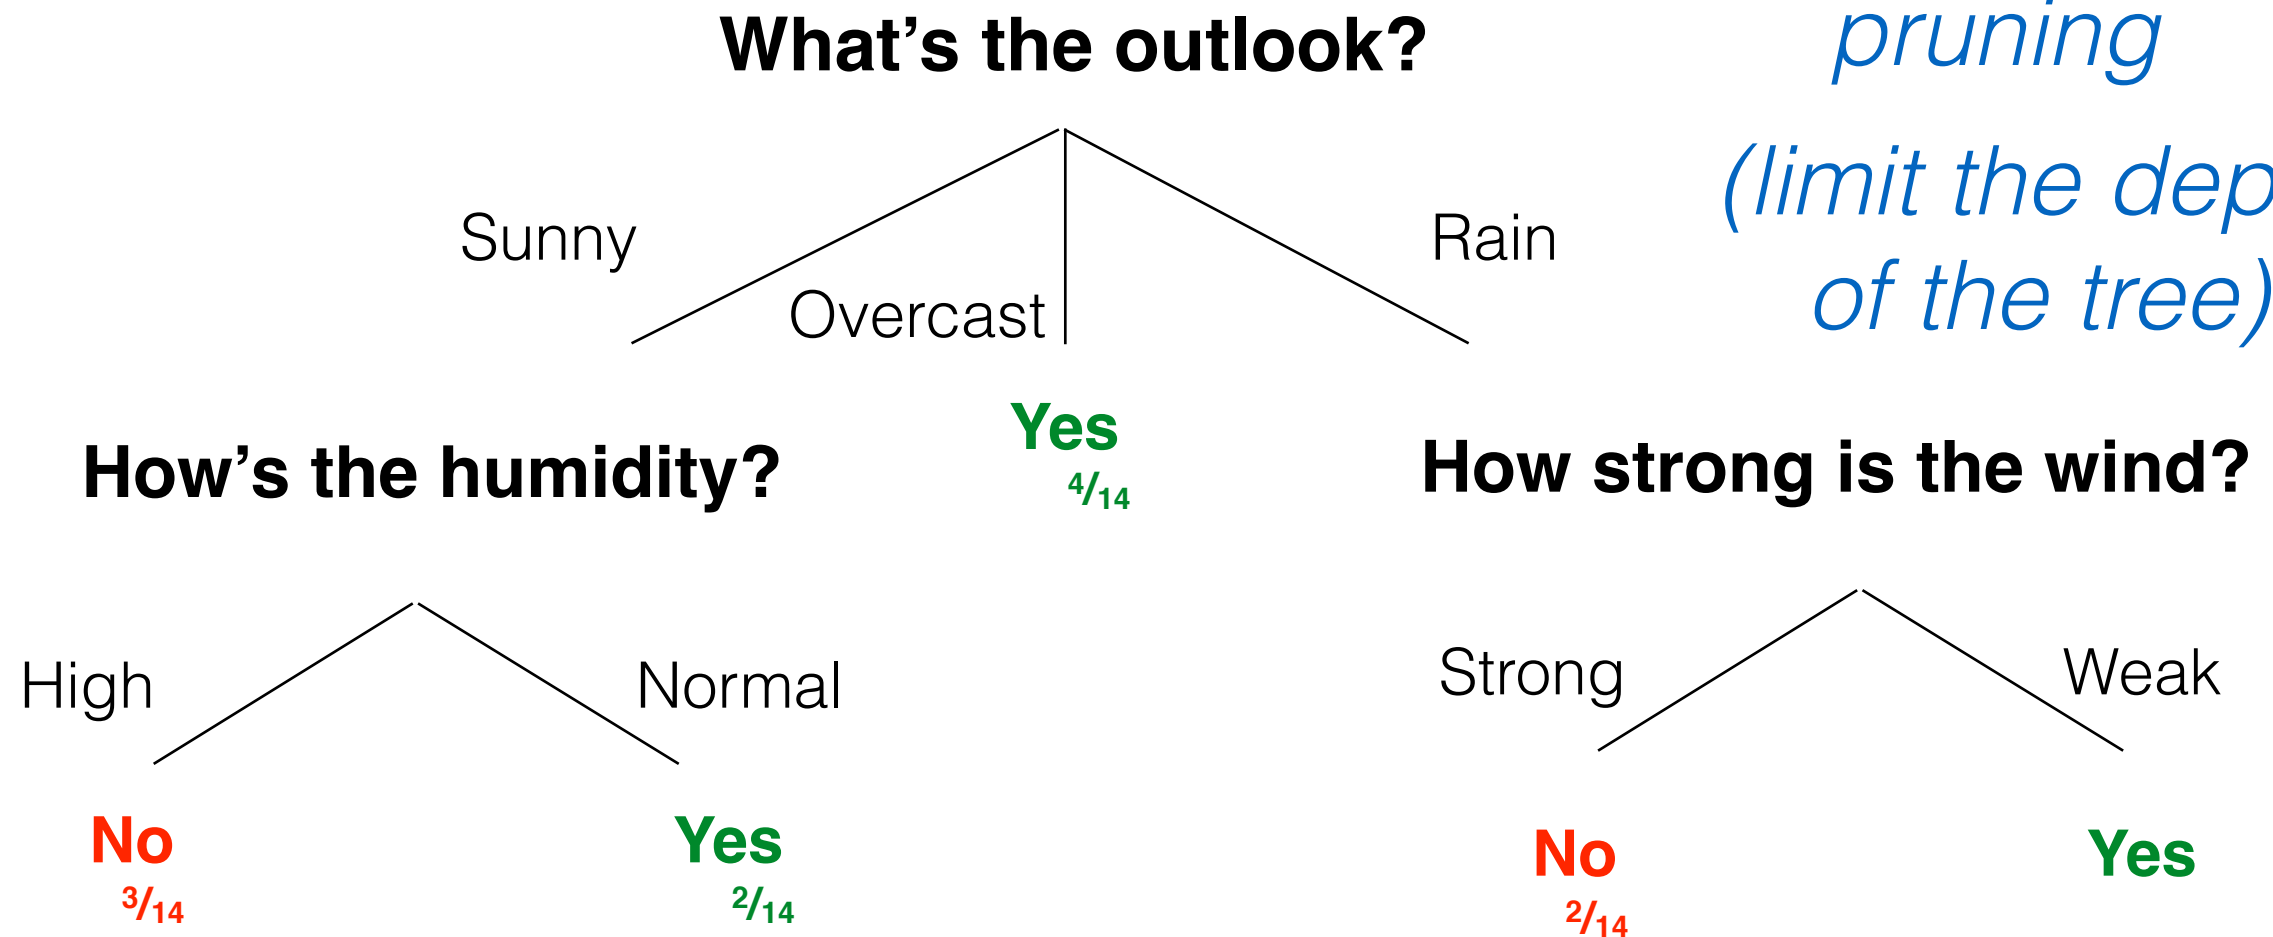 What's the outlook?
pruning
(limit the dep
of the tree)
Sunny
Overcast
Rain
Yes
4/14
How's the humidity?
How strong is the wind?
High
Normal
Strong
Weak
No
3/14
Yes
2/14
No
2/14
Yes